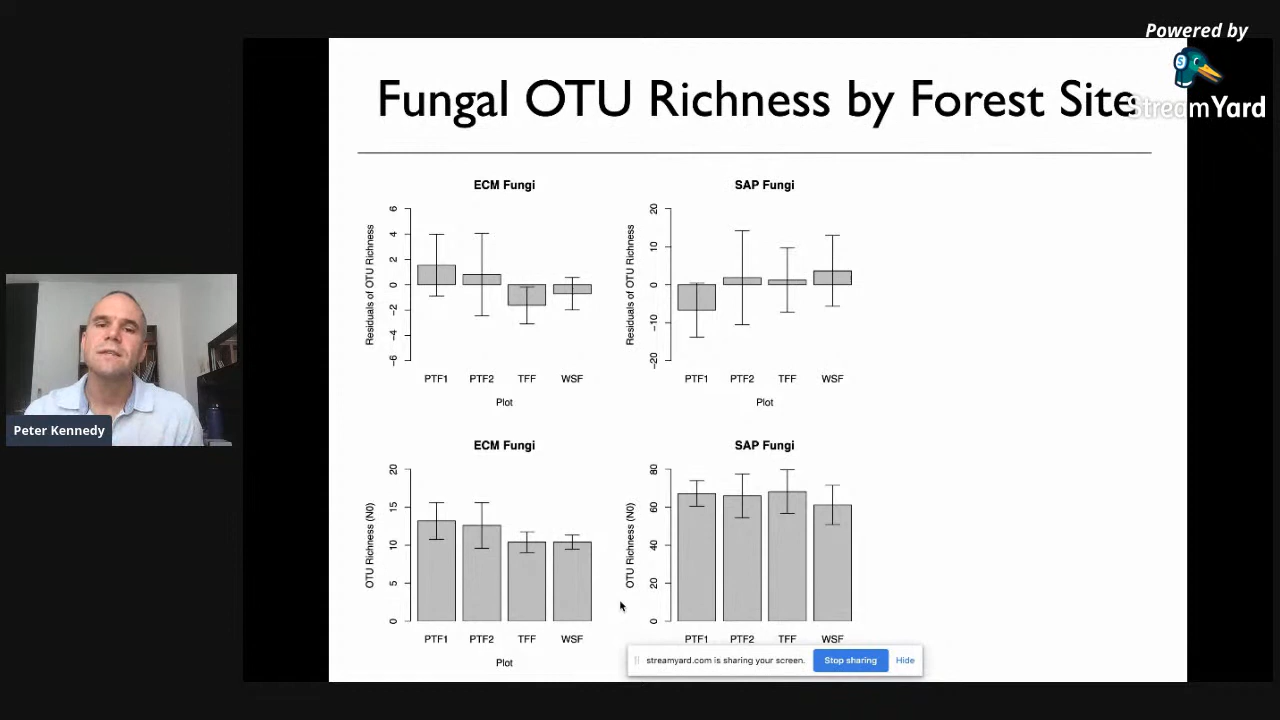 Powered by
StreamYard
Fungal OTU Richness by Forest Site
ECM Fungi
Residuals of OTU Richness
6
4
2
0
−2
−4
−6
PTF1 PTF2 TFF WSF
Plot
SAP Fungi
Residuals of OTU Richness
20
10
0
−10
−20
PTF1 PTF2 TFF WSF
Plot
Peter Kennedy
ECM Fungi
OTU Richness (N0)
20
15
10
5
0
PTF1 PTF2 TFF WSF
Plot
SAP Fungi
OTU Richness (N0)
80
60
40
20
0
PTF1 PTF2 TFF WSF
streamyard.com is sharing your screen.
Stop sharing
Hide